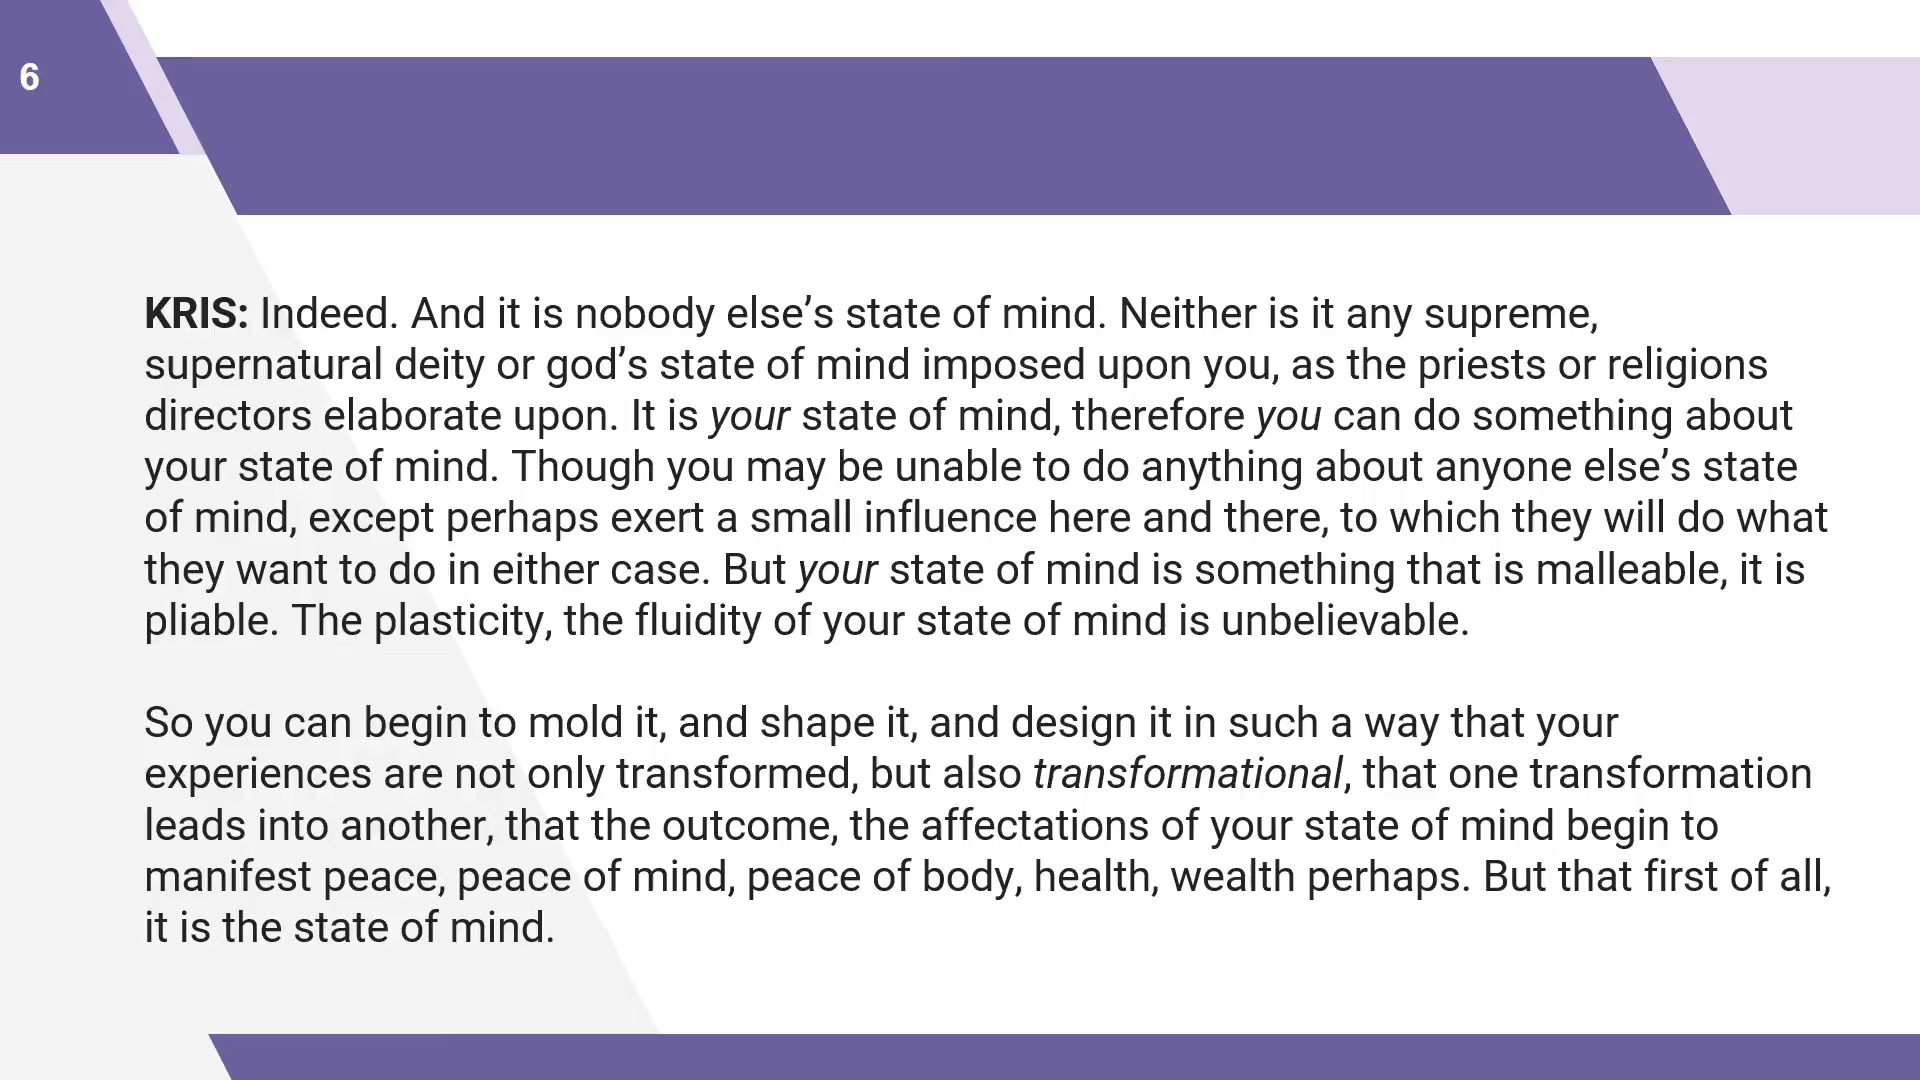 6
KRIS: Indeed. And it is nobody else’s state of mind. Neither is it any supreme,
supernatural deity or god’s state of mind imposed upon you, as the priests or religions
directors elaborate upon. It is your state of mind, therefore you can do something about
your state of mind. Though you may be unable to do anything about anyone else’s state
of mind, except perhaps exert a small influence here and there, to which they will do what
they want to do in either case. But your state of mind is something that is malleable, it is
pliable. The plasticity, the fluidity of your state of mind is unbelievable.
So you can begin to mold it, and shape it, and design it in such a way that your
experiences are not only transformed, but also transformational, that one transformation
leads into another, that the outcome, the affectations of your state of mind begin to
manifest peace, peace of mind, peace of body, health, wealth perhaps. But that first of all,
it is the state of mind.